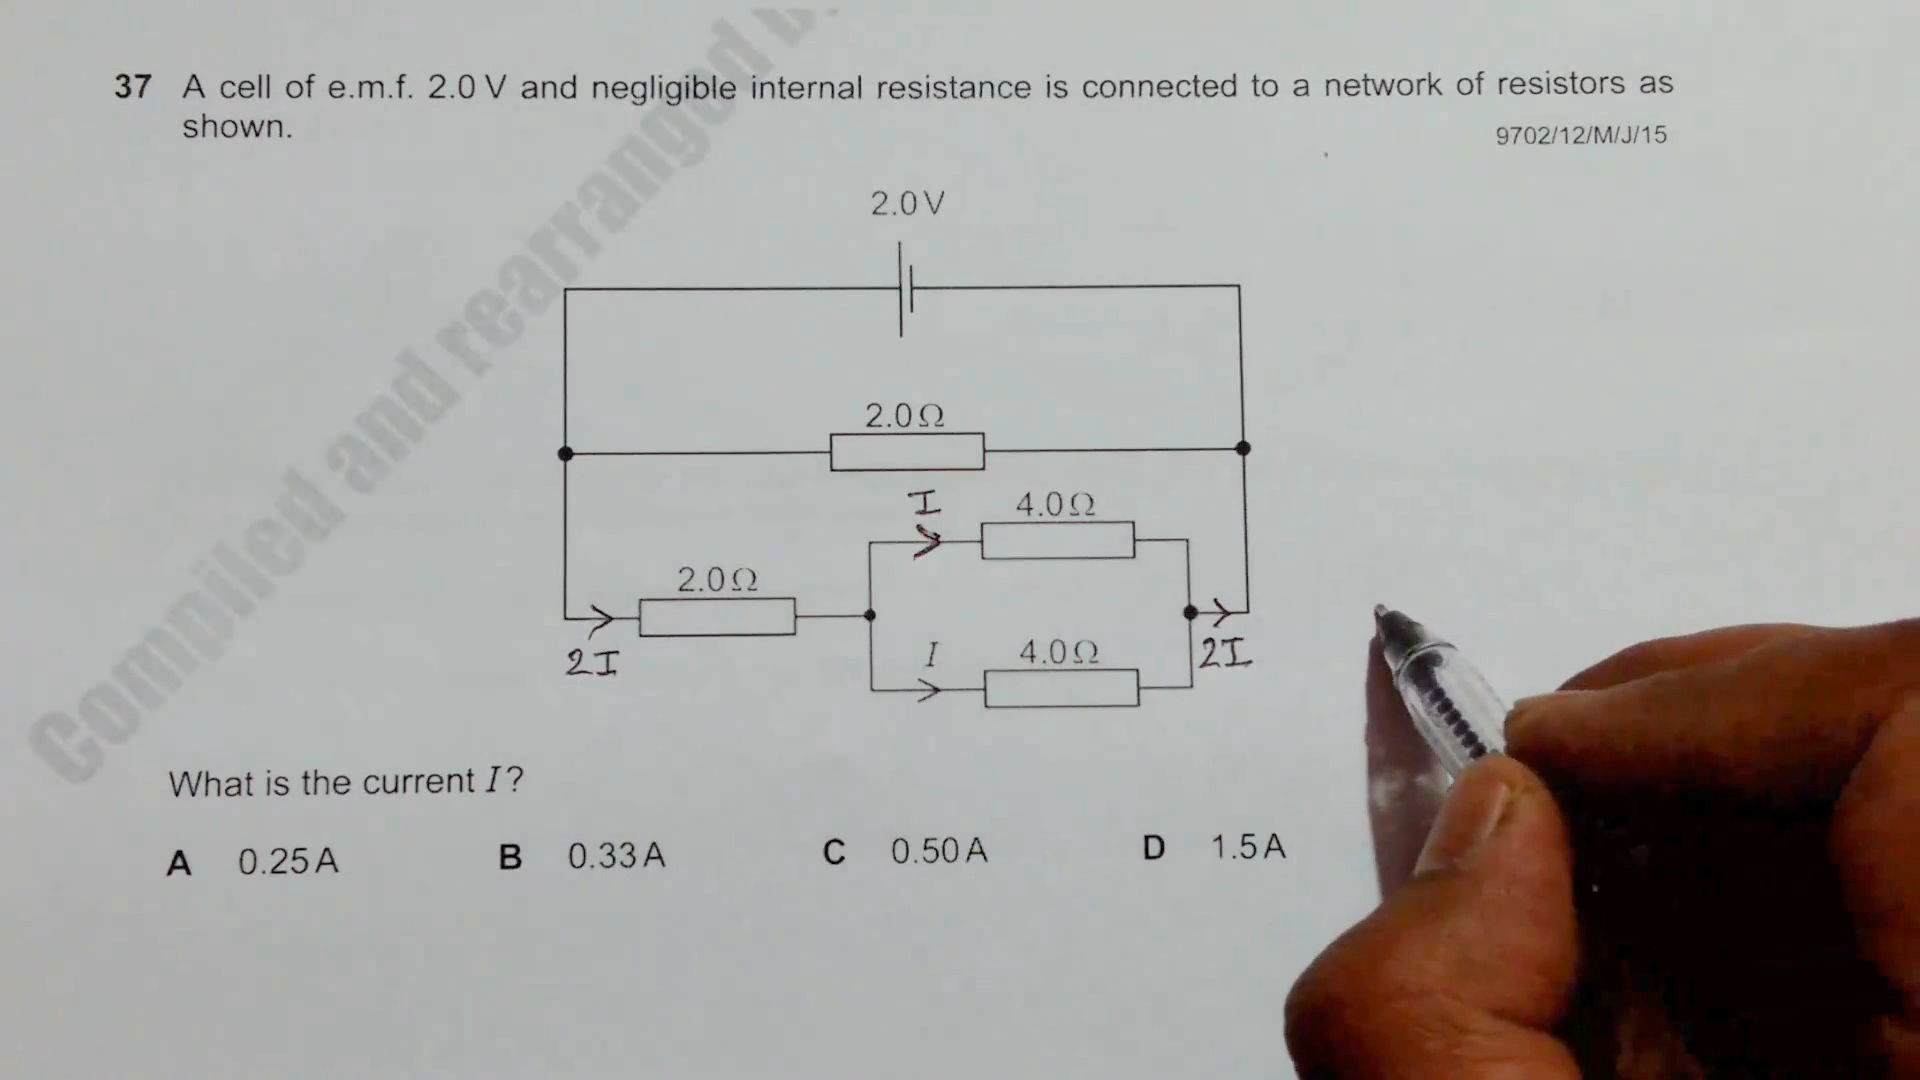 37 A cell of e.m.f. 2.0 V and negligible internal resistance is connected to a network of resistors as
shown.
9702/12/M/J/15
2.0 V
2.0 Ω
I
4.0 Ω
2.0 Ω
I
4.0 Ω
2I
2I
What is the current I?
A 0.25 A B 0.33 A C 0.50 A D 1.5 A
Compiled and rearranged